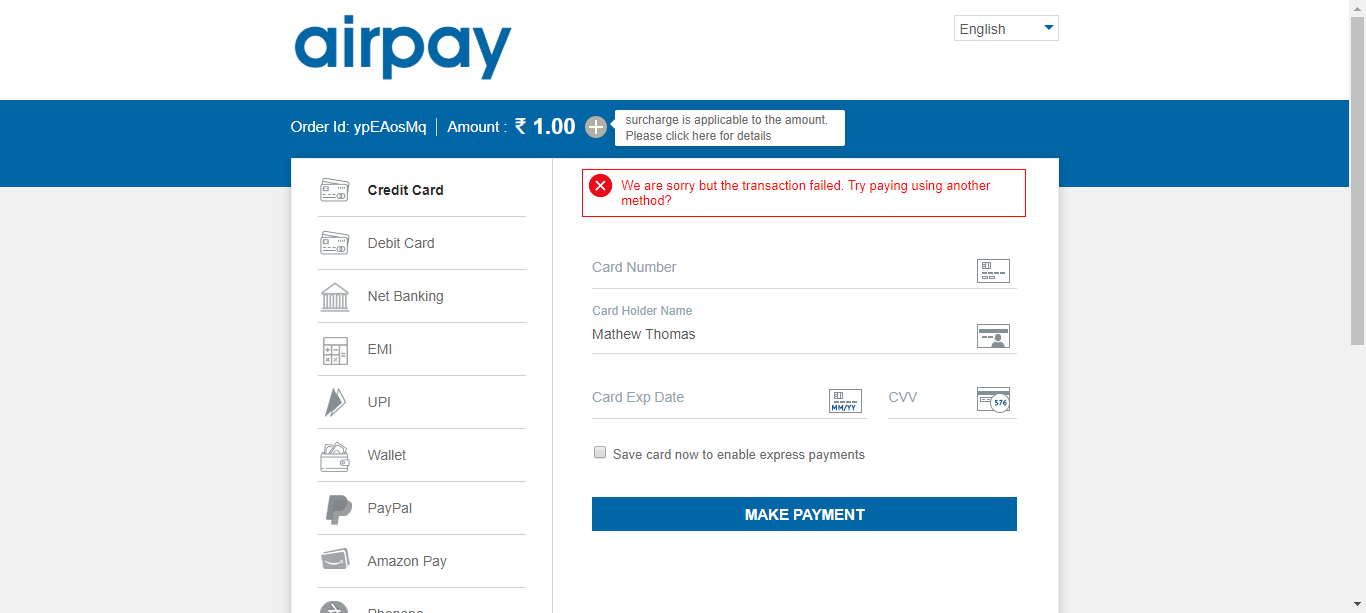 airpay
English
Order Id: ypEAosMq
Amount : ₹ 1.00
surcharge is applicable to the amount.
Please click here for details
Credit Card
Debit Card
Net Banking
EMI
UPI
Wallet
PayPal
Amazon Pay
Phonepe
We are sorry but the transaction failed. Try paying using another
method?
Card Number
Card Holder Name
Mathew Thomas
Card Exp Date
MM/YY
CVV
576
Save card now to enable express payments
MAKE PAYMENT